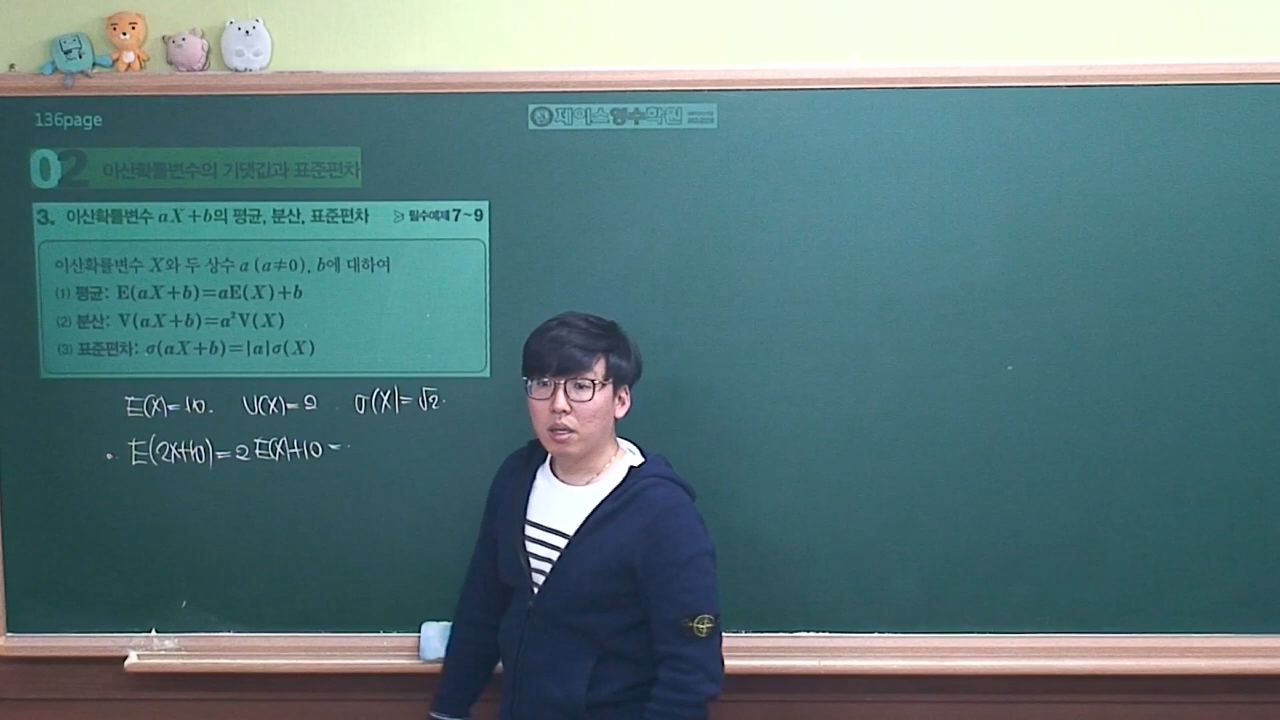 136page
제이스영수학원
02 이산확률변수의 기댓값과 표준편차
3. 이산확률변수 aX+b의 평균, 분산, 표준편차 ≫ 필수예제 7~9
이산확률변수 X와 두 상수 a (a≠0), b에 대하여
(1) 평균: E(aX+b)=aE(X)+b
(2) 분산: V(aX+b)=a²V(X)
(3) 표준편차: σ(aX+b)=|a|σ(X)
E(X)=10. V(X)=2 . σ(X)=√2.
. E(2X+10)=2E(X)+10=